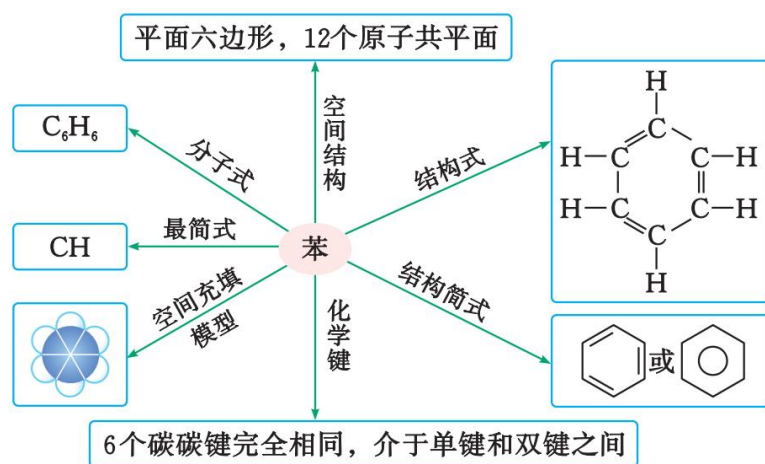 平面六边形，12个原子共平面
C₆H₆
分子式
空间结构
结构式
H
C
H—C C—H
H—C C—H
C
H
CH
最简式
苯
空间充填
模型
化学键
结构简式
或
6个碳碳键完全相同，介于单键和双键之间